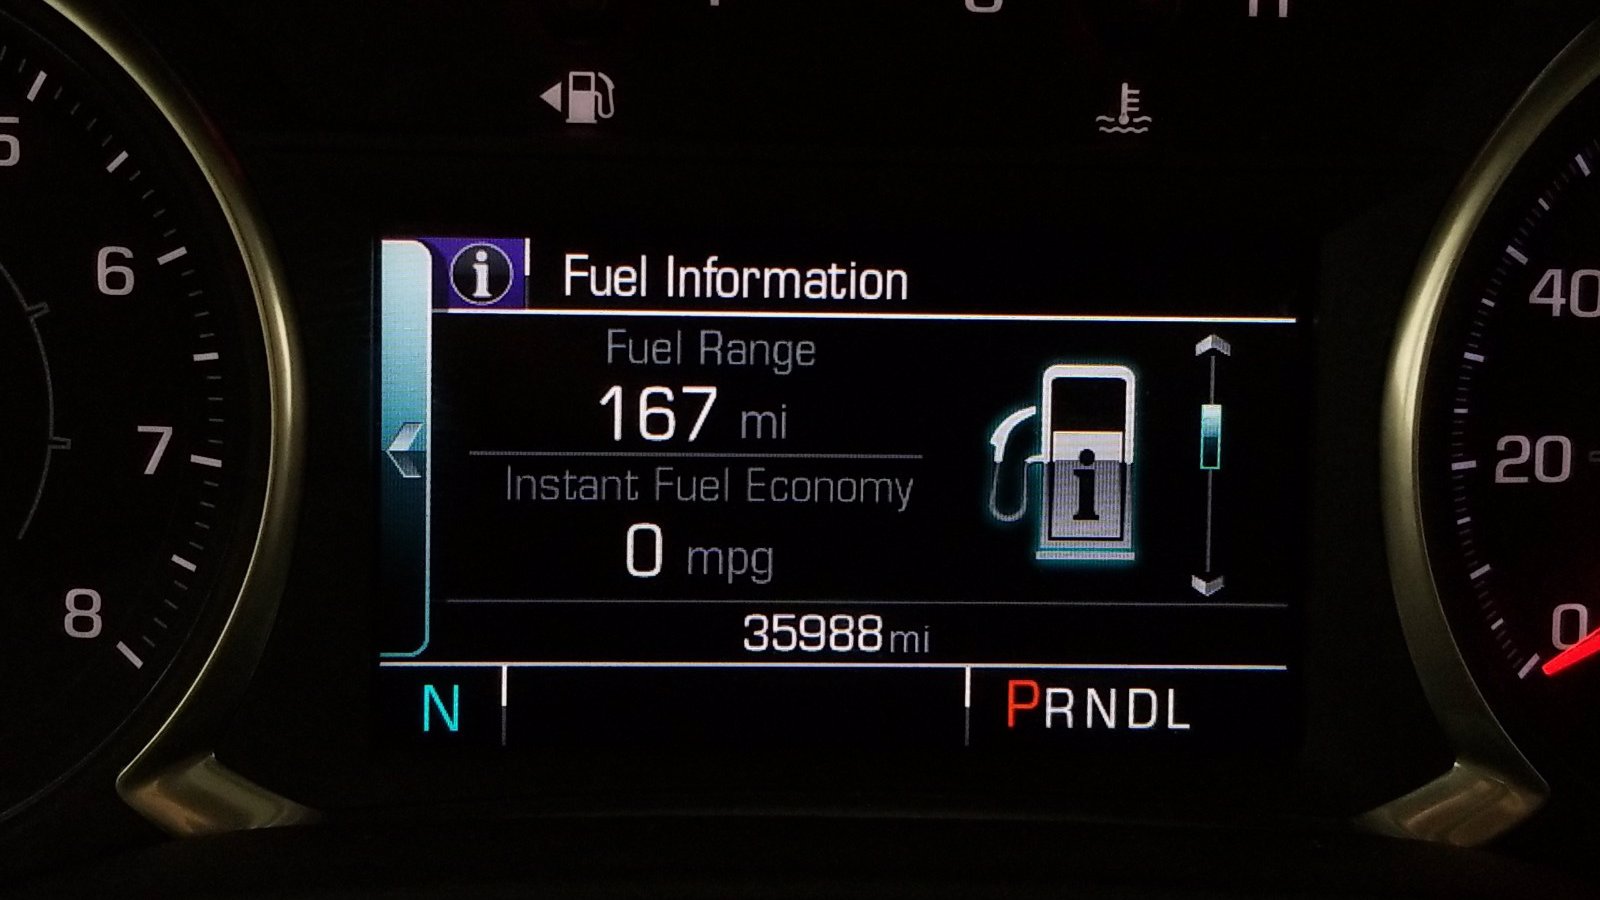 Fuel Information
Fuel Range
167 mi
Instant Fuel Economy
0 mpg
35988 mi
N
PRNDL
5
6
7
8
40
20
0